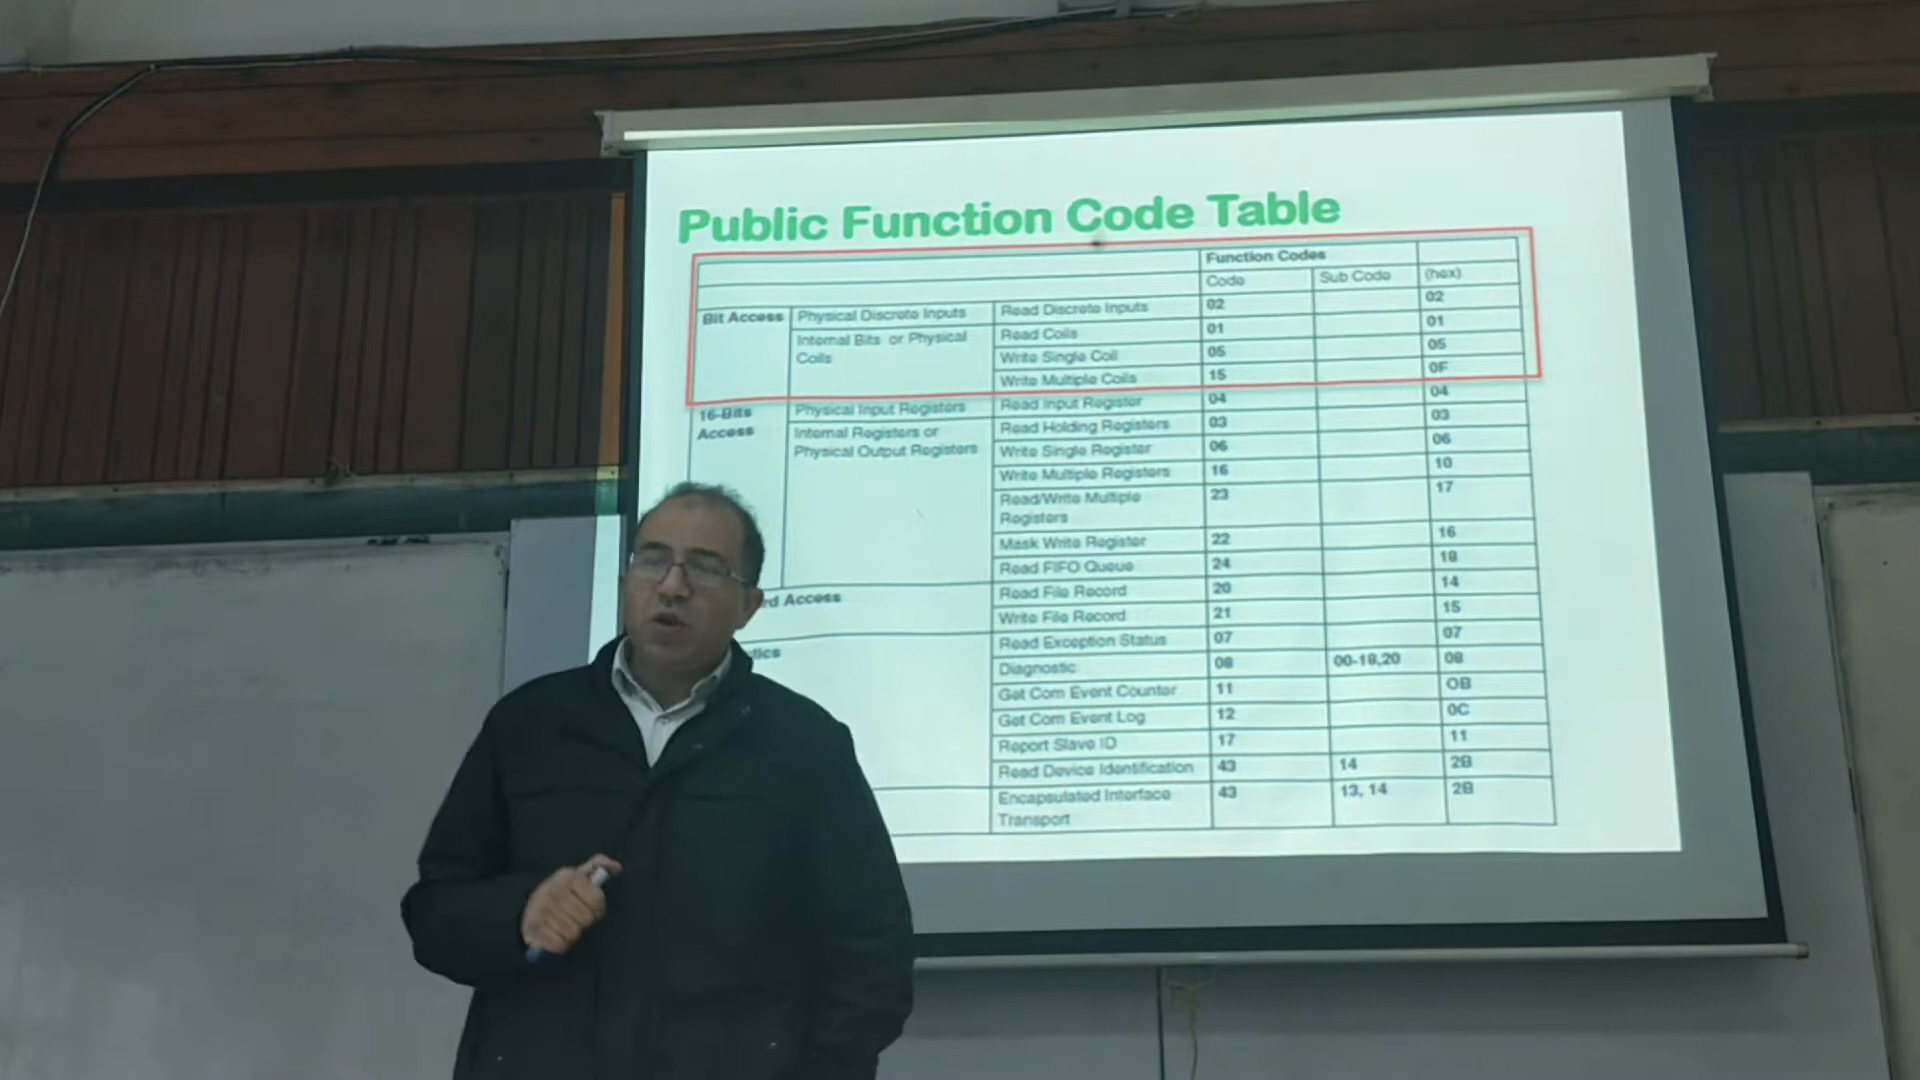 Public Function Code Table
Function Codes
Code Sub Code (hex)
Bit Access Physical Discrete Inputs Read Discrete Inputs 02 02
Internal Bits or Physical Coils Read Coils 01 01
Write Single Coil 05 05
Write Multiple Coils 15 0F
16-Bits Access Physical Input Registers Read Input Register 04 04
Internal Registers or Physical Output Registers Read Holding Registers 03 03
Write Single Register 06 06
Write Multiple Registers 16 10
Read/Write Multiple Registers 23 17
Mask Write Register 22 16
Read FIFO Queue 24 18
rd Access Read File Record 20 14
Write File Record 21 15
stics Read Exception Status 07 07
Diagnostic 08 00-18,20 08
Get Com Event Counter 11 OB
Get Com Event Log 12 0C
Report Slave ID 17 11
Read Device Identification 43 14 2B
Encapsulated Interface Transport 43 13, 14 2B